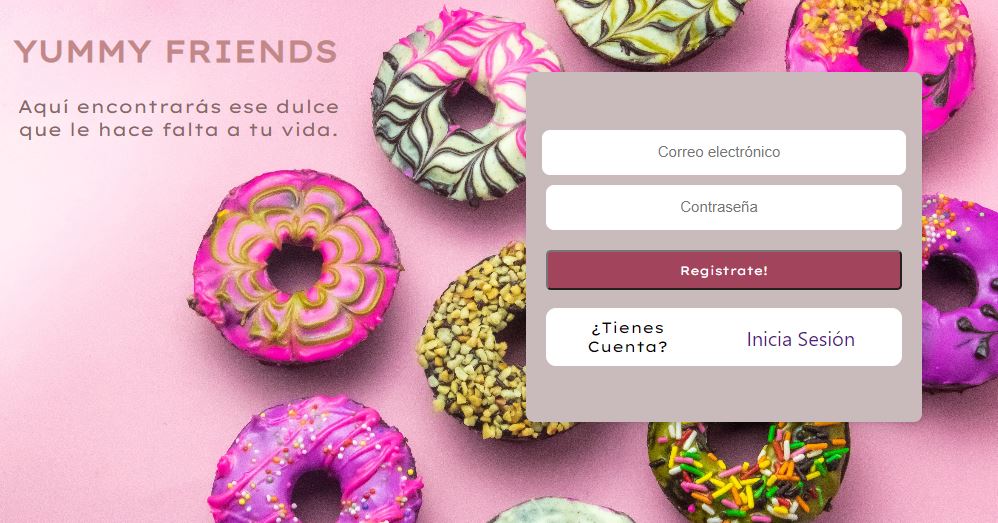 YUMMY FRIENDS
Aquí encontrarás ese dulce
que le hace falta a tu vida.
Correo electrónico
Contraseña
Registrate!
¿Tienes
Cuenta?
Inicia Sesión